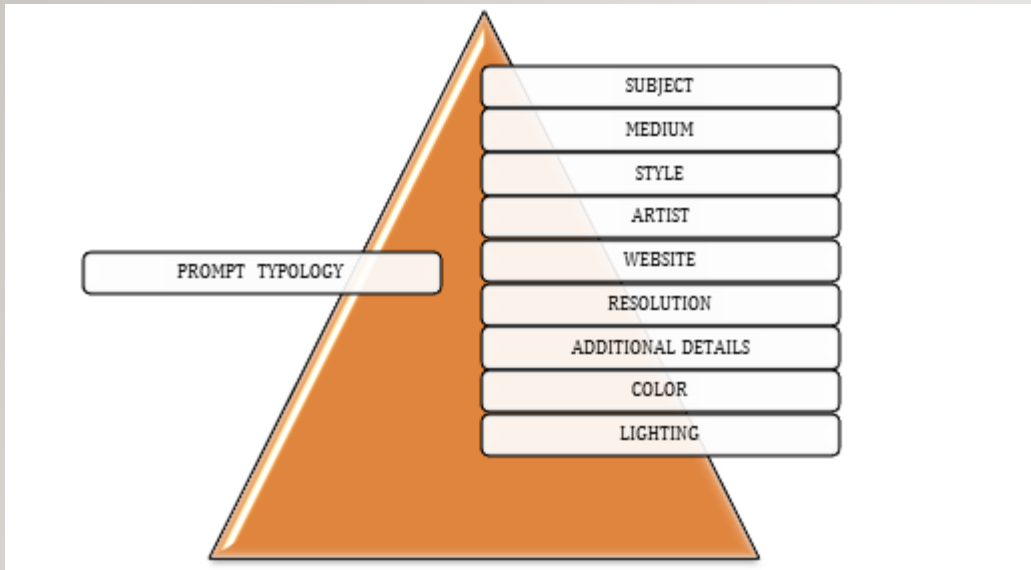 SUBJECT
MEDIUM
STYLE
ARTIST
WEBSITE
PROMPT TYPOLOGY
RESOLUTION
ADDITIONAL DETAILS
COLOR
LIGHTING